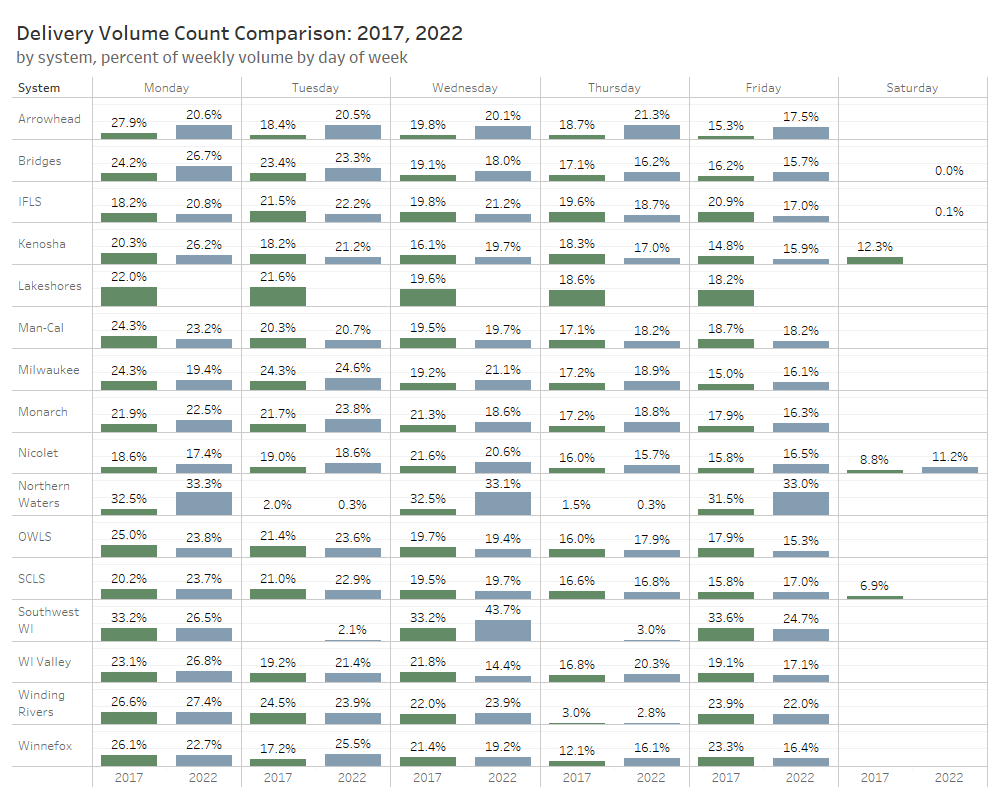 Delivery Volume Count Comparison: 2017, 2022
by system, percent of weekly volume by day of week
System Monday Tuesday Wednesday Thursday Friday Saturday
Arrowhead 27.9% 20.6% 18.4% 20.5% 19.8% 20.1% 18.7% 21.3% 15.3% 17.5%
Bridges 24.2% 26.7% 23.4% 23.3% 19.1% 18.0% 17.1% 16.2% 16.2% 15.7% 0.0%
IFLS 18.2% 20.8% 21.5% 22.2% 19.8% 21.2% 19.6% 18.7% 20.9% 17.0% 0.1%
Kenosha 20.3% 26.2% 18.2% 21.2% 16.1% 19.7% 18.3% 17.0% 14.8% 15.9% 12.3%
Lakeshores 22.0% 21.6% 19.6% 18.6% 18.2%
Man-Cal 24.3% 23.2% 20.3% 20.7% 19.5% 19.7% 17.1% 18.2% 18.7% 18.2%
Milwaukee 24.3% 19.4% 24.3% 24.6% 19.2% 21.1% 17.2% 18.9% 15.0% 16.1%
Monarch 21.9% 22.5% 21.7% 23.8% 21.3% 18.6% 17.2% 18.8% 17.9% 16.3%
Nicolet 18.6% 17.4% 19.0% 18.6% 21.6% 20.6% 16.0% 15.7% 15.8% 16.5% 8.8% 11.2%
Northern
Waters 32.5% 33.3% 2.0% 0.3% 32.5% 33.1% 1.5% 0.3% 31.5% 33.0%
OWLS 25.0% 23.8% 21.4% 23.6% 19.7% 19.4% 16.0% 17.9% 17.9% 15.3%
SCLS 20.2% 23.7% 21.0% 22.9% 19.5% 19.7% 16.6% 16.8% 15.8% 17.0% 6.9%
Southwest
WI 33.2% 26.5% 2.1% 33.2% 43.7% 3.0% 33.6% 24.7%
WI Valley 23.1% 26.8% 19.2% 21.4% 21.8% 14.4% 16.8% 20.3% 19.1% 17.1%
Winding
Rivers 26.6% 27.4% 24.5% 23.9% 22.0% 23.9% 3.0% 2.8% 23.9% 22.0%
Winnefox 26.1% 22.7% 17.2% 25.5% 21.4% 19.2% 12.1% 16.1% 23.3% 16.4%
2017 2022 2017 2022 2017 2022 2017 2022 2017 2022 2017 2022